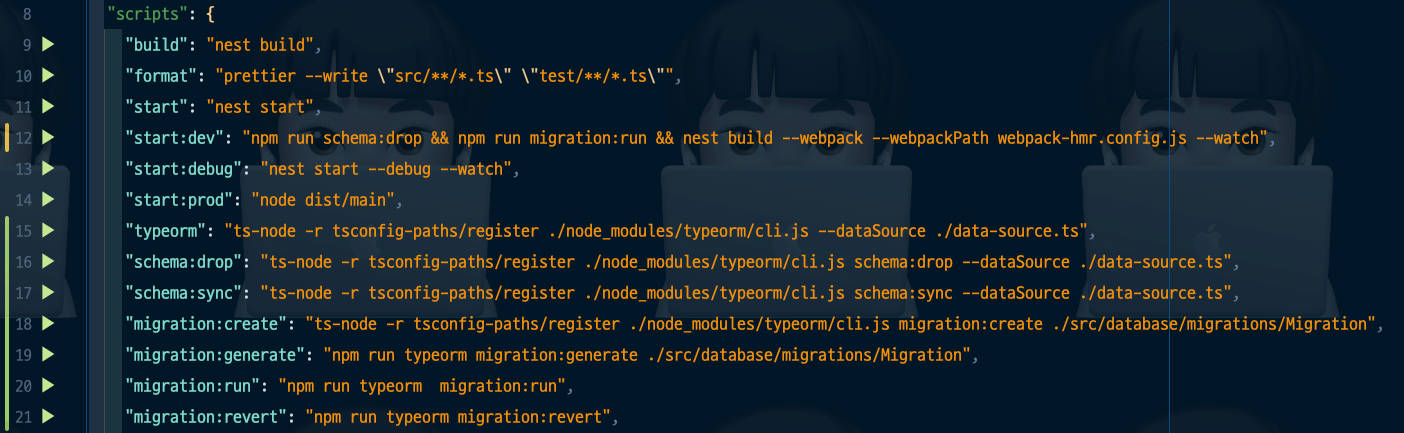 8 "scripts": {
9 "build": "nest build",
10 "format": "prettier --write \"src/**/*.ts\" \"test/**/*.ts\"",
11 "start": "nest start",
12 "start:dev": "npm run schema:drop && npm run migration:run && nest build --webpack --webpackPath webpack-hmr.config.js --watch",
13 "start:debug": "nest start --debug --watch",
14 "start:prod": "node dist/main",
15 "typeorm": "ts-node -r tsconfig-paths/register ./node_modules/typeorm/cli.js --dataSource ./data-source.ts",
16 "schema:drop": "ts-node -r tsconfig-paths/register ./node_modules/typeorm/cli.js schema:drop --dataSource ./data-source.ts",
17 "schema:sync": "ts-node -r tsconfig-paths/register ./node_modules/typeorm/cli.js schema:sync --dataSource ./data-source.ts",
18 "migration:create": "ts-node -r tsconfig-paths/register ./node_modules/typeorm/cli.js migration:create ./src/database/migrations/Migration",
19 "migration:generate": "npm run typeorm migration:generate ./src/database/migrations/Migration",
20 "migration:run": "npm run typeorm  migration:run",
21 "migration:revert": "npm run typeorm migration:revert",